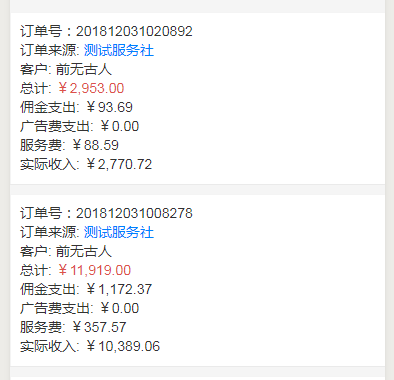 订单号：201812031020892
订单来源: 测试服务社
客户: 前无古人
总计: ￥2,953.00
佣金支出: ￥93.69
广告费支出: ￥0.00
服务费: ￥88.59
实际收入: ￥2,770.72
订单号：201812031008278
订单来源: 测试服务社
客户: 前无古人
总计: ￥11,919.00
佣金支出: ￥1,172.37
广告费支出: ￥0.00
服务费: ￥357.57
实际收入: ￥10,389.06